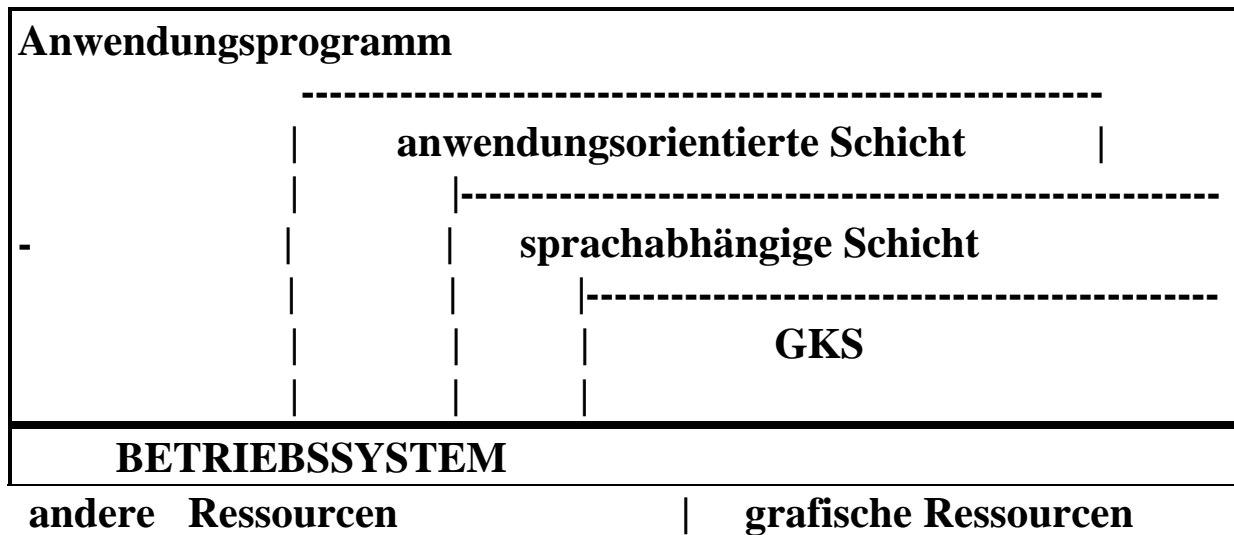 Anwendungsprogramm
---------------------------------------------------------
| anwendungsorientierte Schicht |
| |------------------------------------------------------
- | | sprachabhängige Schicht
| | |---------------------------------------------
| | | GKS
| | |
BETRIEBSSYSTEM
andere Ressourcen | grafische Ressourcen